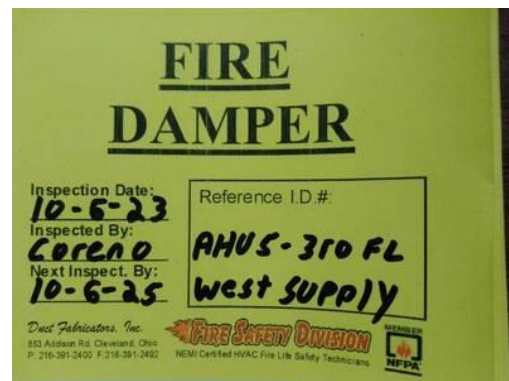 FIRE
DAMPER
Inspection Date:
10-6-23
Inspected By:
Coreno
Next Inspect. By:
10-6-25
Reference I.D.#:
AHU5-3rd FL
West SUPPlY
Duct Fabricators, Inc.
883 Addison Rd. Cleveland, Ohio
P: 216-391-2400 F:216-391-2492
FIRE SAFETY DIVISION
NEMI Certified HVAC Fire Life Safety Technicians
MEMBER
NFPA